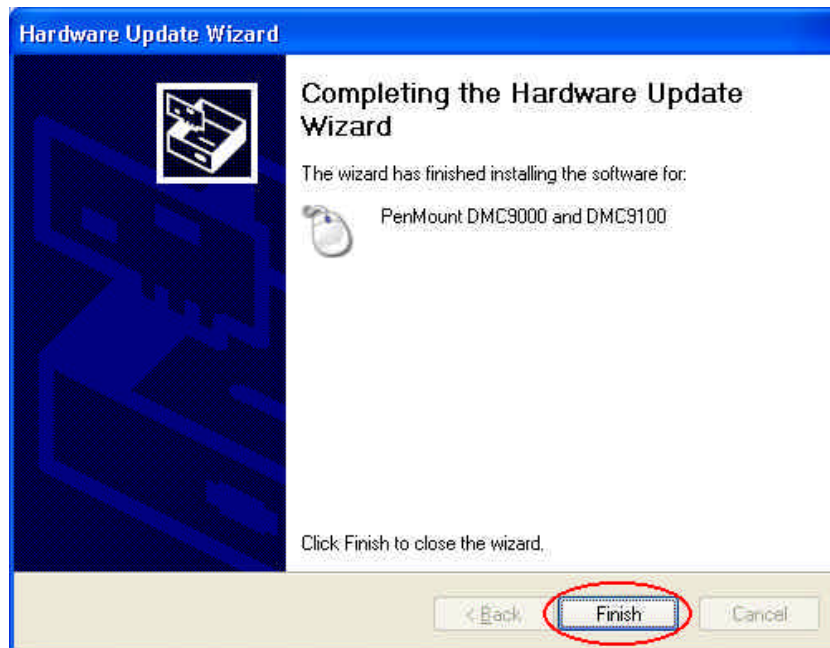 Hardware Update Wizard
Completing the Hardware Update
Wizard
The wizard has finished installing the software for:
PenMount DMC9000 and DMC9100
Click Finish to close the wizard.
< Back
Finish
Cancel